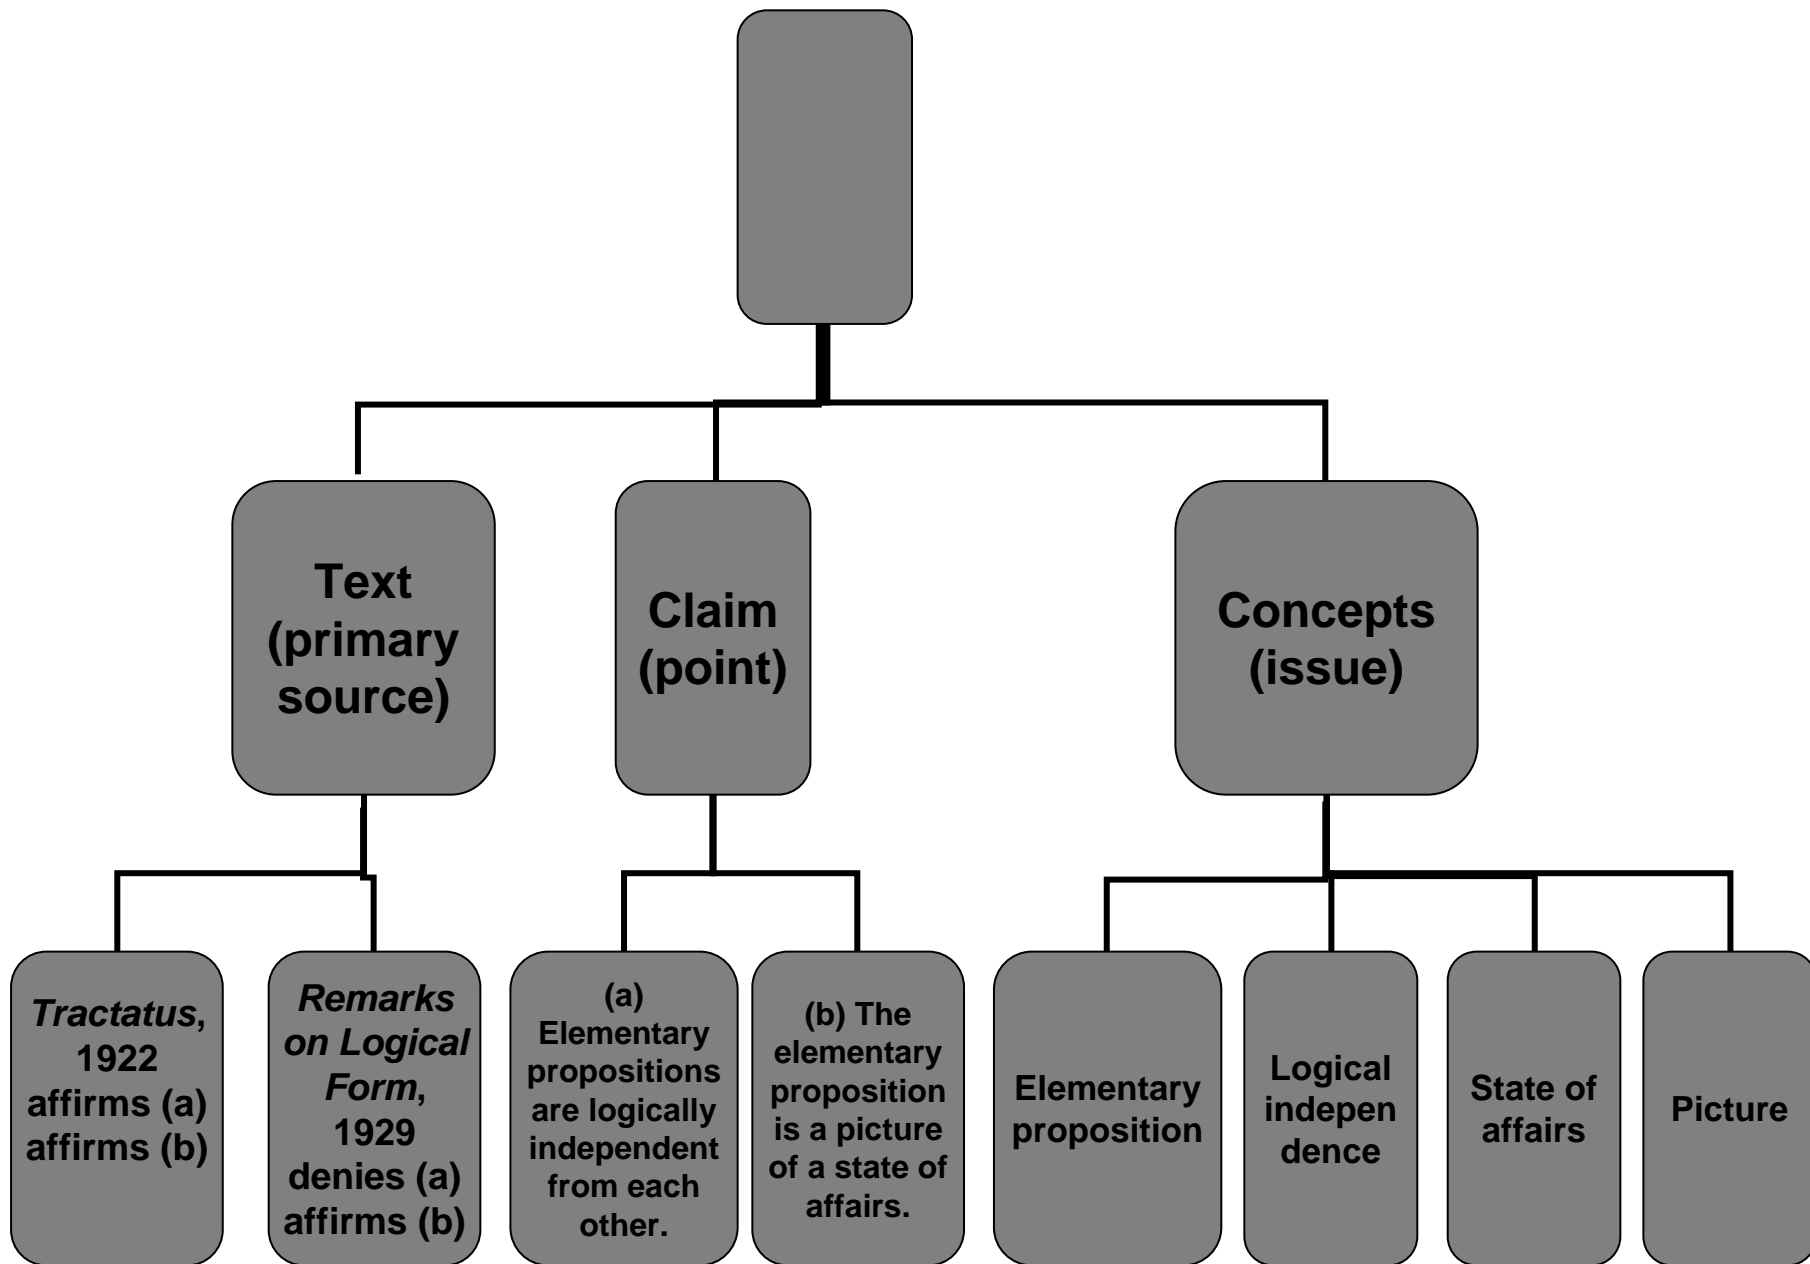 Text
(primary
source)
Claim
(point)
Concepts
(issue)
Tractatus,
1922
affirms (a)
affirms (b)
Remarks
on Logical
Form,
1929
denies (a)
affirms (b)
(a)
Elementary
propositions
are logically
independent
from each
other.
(b) The
elementary
proposition
is a picture
of a state of
affairs.
Elementary
proposition
Logical
indepen
dence
State of
affairs
Picture